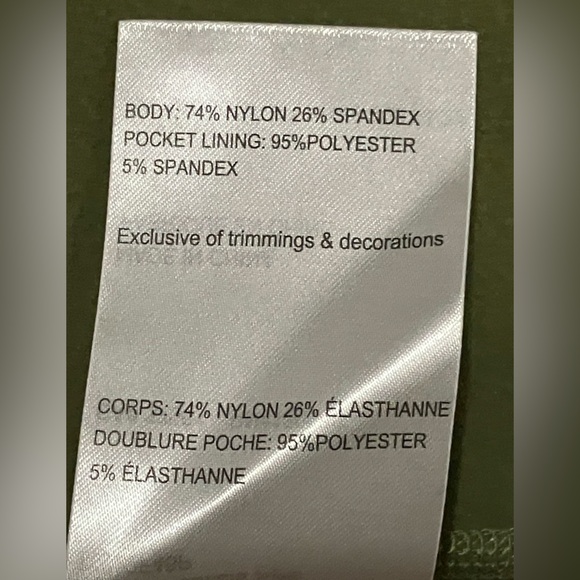 BODY: 74% NYLON 26% SPANDEX
POCKET LINING: 95%POLYESTER
5% SPANDEX
Exclusive of trimmings & decorations
CORPS: 74% NYLON 26% ÉLASTHANNE
DOUBLURE POCHE: 95%POLYESTER
5% ÉLASTHANNE